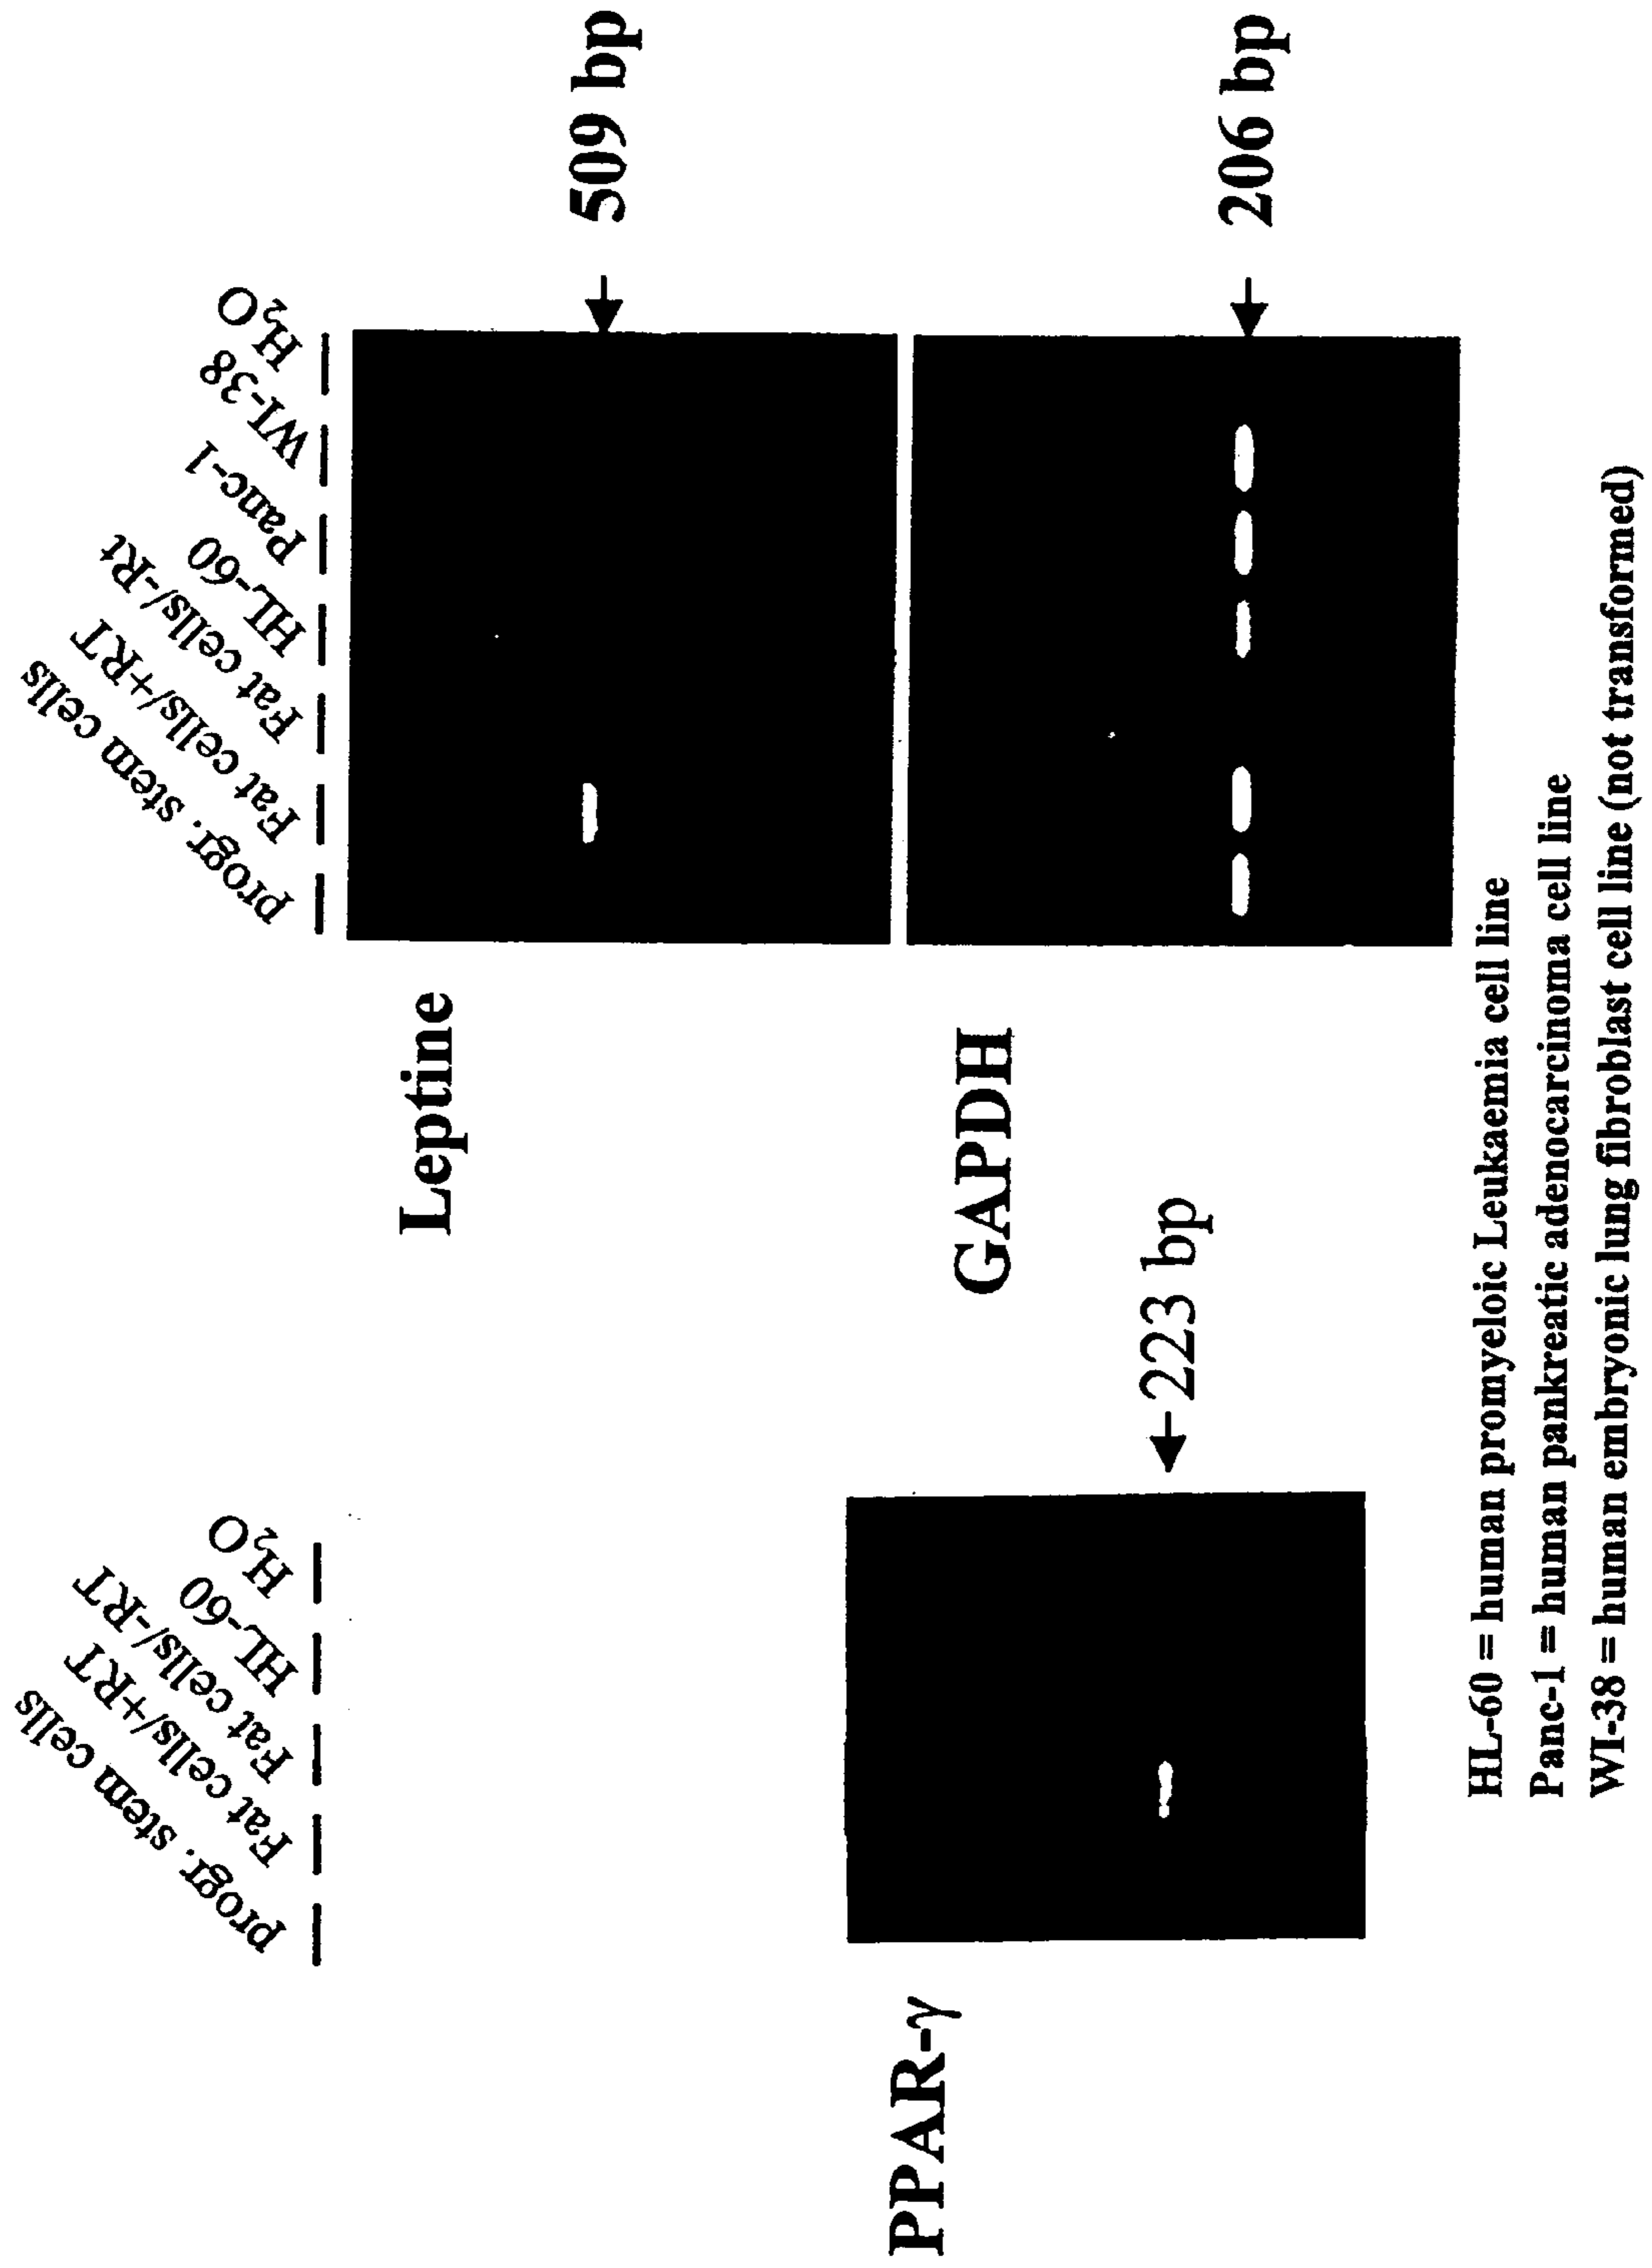 progr. stem cells
Fat cells/+RT
Fat cells/-RT
HL-60
H₂O
PPAR-γ
223 bp
progr. stem cells
Fat cells/+RT
Fat cells/-Rt
HL-60
Panc-1
WI-38
H₂O
Leptine
509 bp
GAPDH
206 bp
HL-60 = human promyeloic Leukaemia cell line
Panc-1 = human pankreatic adenocarcinoma cell line
WI-38 = human embryonic lung fibroblast cell line (not transformed)